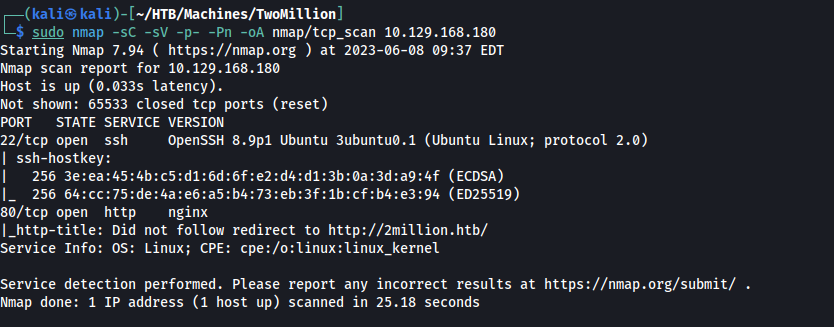 ┌──(kali㉿kali)-[~/HTB/Machines/TwoMillion]
└─$ sudo nmap -sC -sV -p- -Pn -oA nmap/tcp_scan 10.129.168.180
Starting Nmap 7.94 ( https://nmap.org ) at 2023-06-08 09:37 EDT
Nmap scan report for 10.129.168.180
Host is up (0.033s latency).
Not shown: 65533 closed tcp ports (reset)
PORT   STATE SERVICE VERSION
22/tcp open  ssh     OpenSSH 8.9p1 Ubuntu 3ubuntu0.1 (Ubuntu Linux; protocol 2.0)
| ssh-hostkey:
|   256 3e:ea:45:4b:c5:d1:6d:6f:e2:d4:d1:3b:0a:3d:a9:4f (ECDSA)
|_  256 64:cc:75:de:4a:e6:a5:b4:73:eb:3f:1b:cf:b4:e3:94 (ED25519)
80/tcp open  http    nginx
|_http-title: Did not follow redirect to http://2million.htb/
Service Info: OS: Linux; CPE: cpe:/o:linux:linux_kernel

Service detection performed. Please report any incorrect results at https://nmap.org/submit/ .
Nmap done: 1 IP address (1 host up) scanned in 25.18 seconds